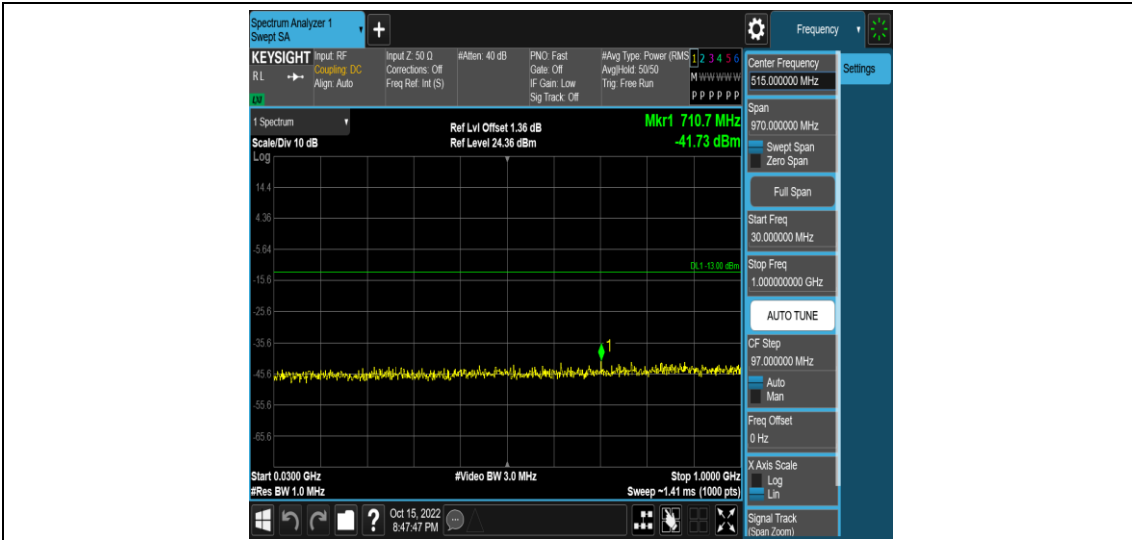 Spectrum Analyzer 1
Swept SA
+
Frequency
KEYSIGHT
RL
LXI
Input: RF
Coupling: DC
Align: Auto
Input Z: 50 Ω
Corrections: Off
Freq Ref: Int (S)
#Atten: 40 dB
PNO: Fast
Gate: Off
IF Gain: Low
Sig Track: Off
#Avg Type: Power (RMS
Avg|Hold: 50/50
Trig: Free Run
1 2 3 4 5 6
M W W W W W
P P P P P P
1 Spectrum
Scale/Div 10 dB
Log
Ref Lvl Offset 1.36 dB
Ref Level 24.36 dBm
Mkr1 710.7 MHz
-41.73 dBm
14.4
4.36
-5.64
DL1 -13.00 dBm
-15.6
-25.6
-35.6
1
-45.6
-55.6
-65.6
Start 0.0300 GHz
#Res BW 1.0 MHz
#Video BW 3.0 MHz
Stop 1.0000 GHz
Sweep ~1.41 ms (1000 pts)
?
Oct 15, 2022
8:47:47 PM
Center Frequency
515.000000 MHz
Settings
Span
970.000000 MHz
Swept Span
Zero Span
Full Span
Start Freq
30.000000 MHz
Stop Freq
1.000000000 GHz
AUTO TUNE
CF Step
97.000000 MHz
Auto
Man
Freq Offset
0 Hz
X Axis Scale
Log
Lin
Signal Track
(Span Zoom)